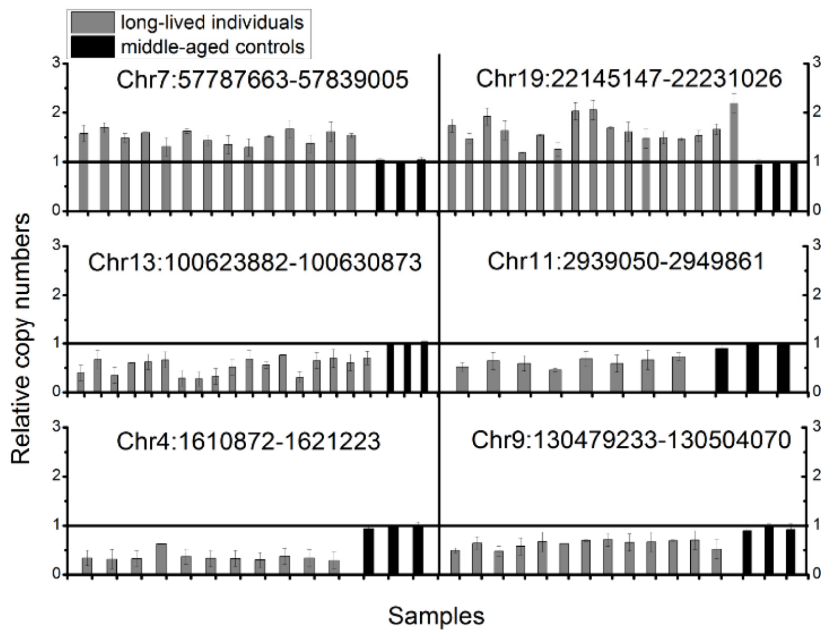 long-lived individuals
middle-aged controls
3 Chr7:57787663-57839005 Chr19:22145147-22231026 3
2 2
1 1
0 0
3 Chr13:100623882-100630873 Chr11:2939050-2949861 3
2 2
1 1
0 0
3 Chr4:1610872-1621223 Chr9:130479233-130504070 3
2 2
1 1
0 0
Relative copy numbers
Samples